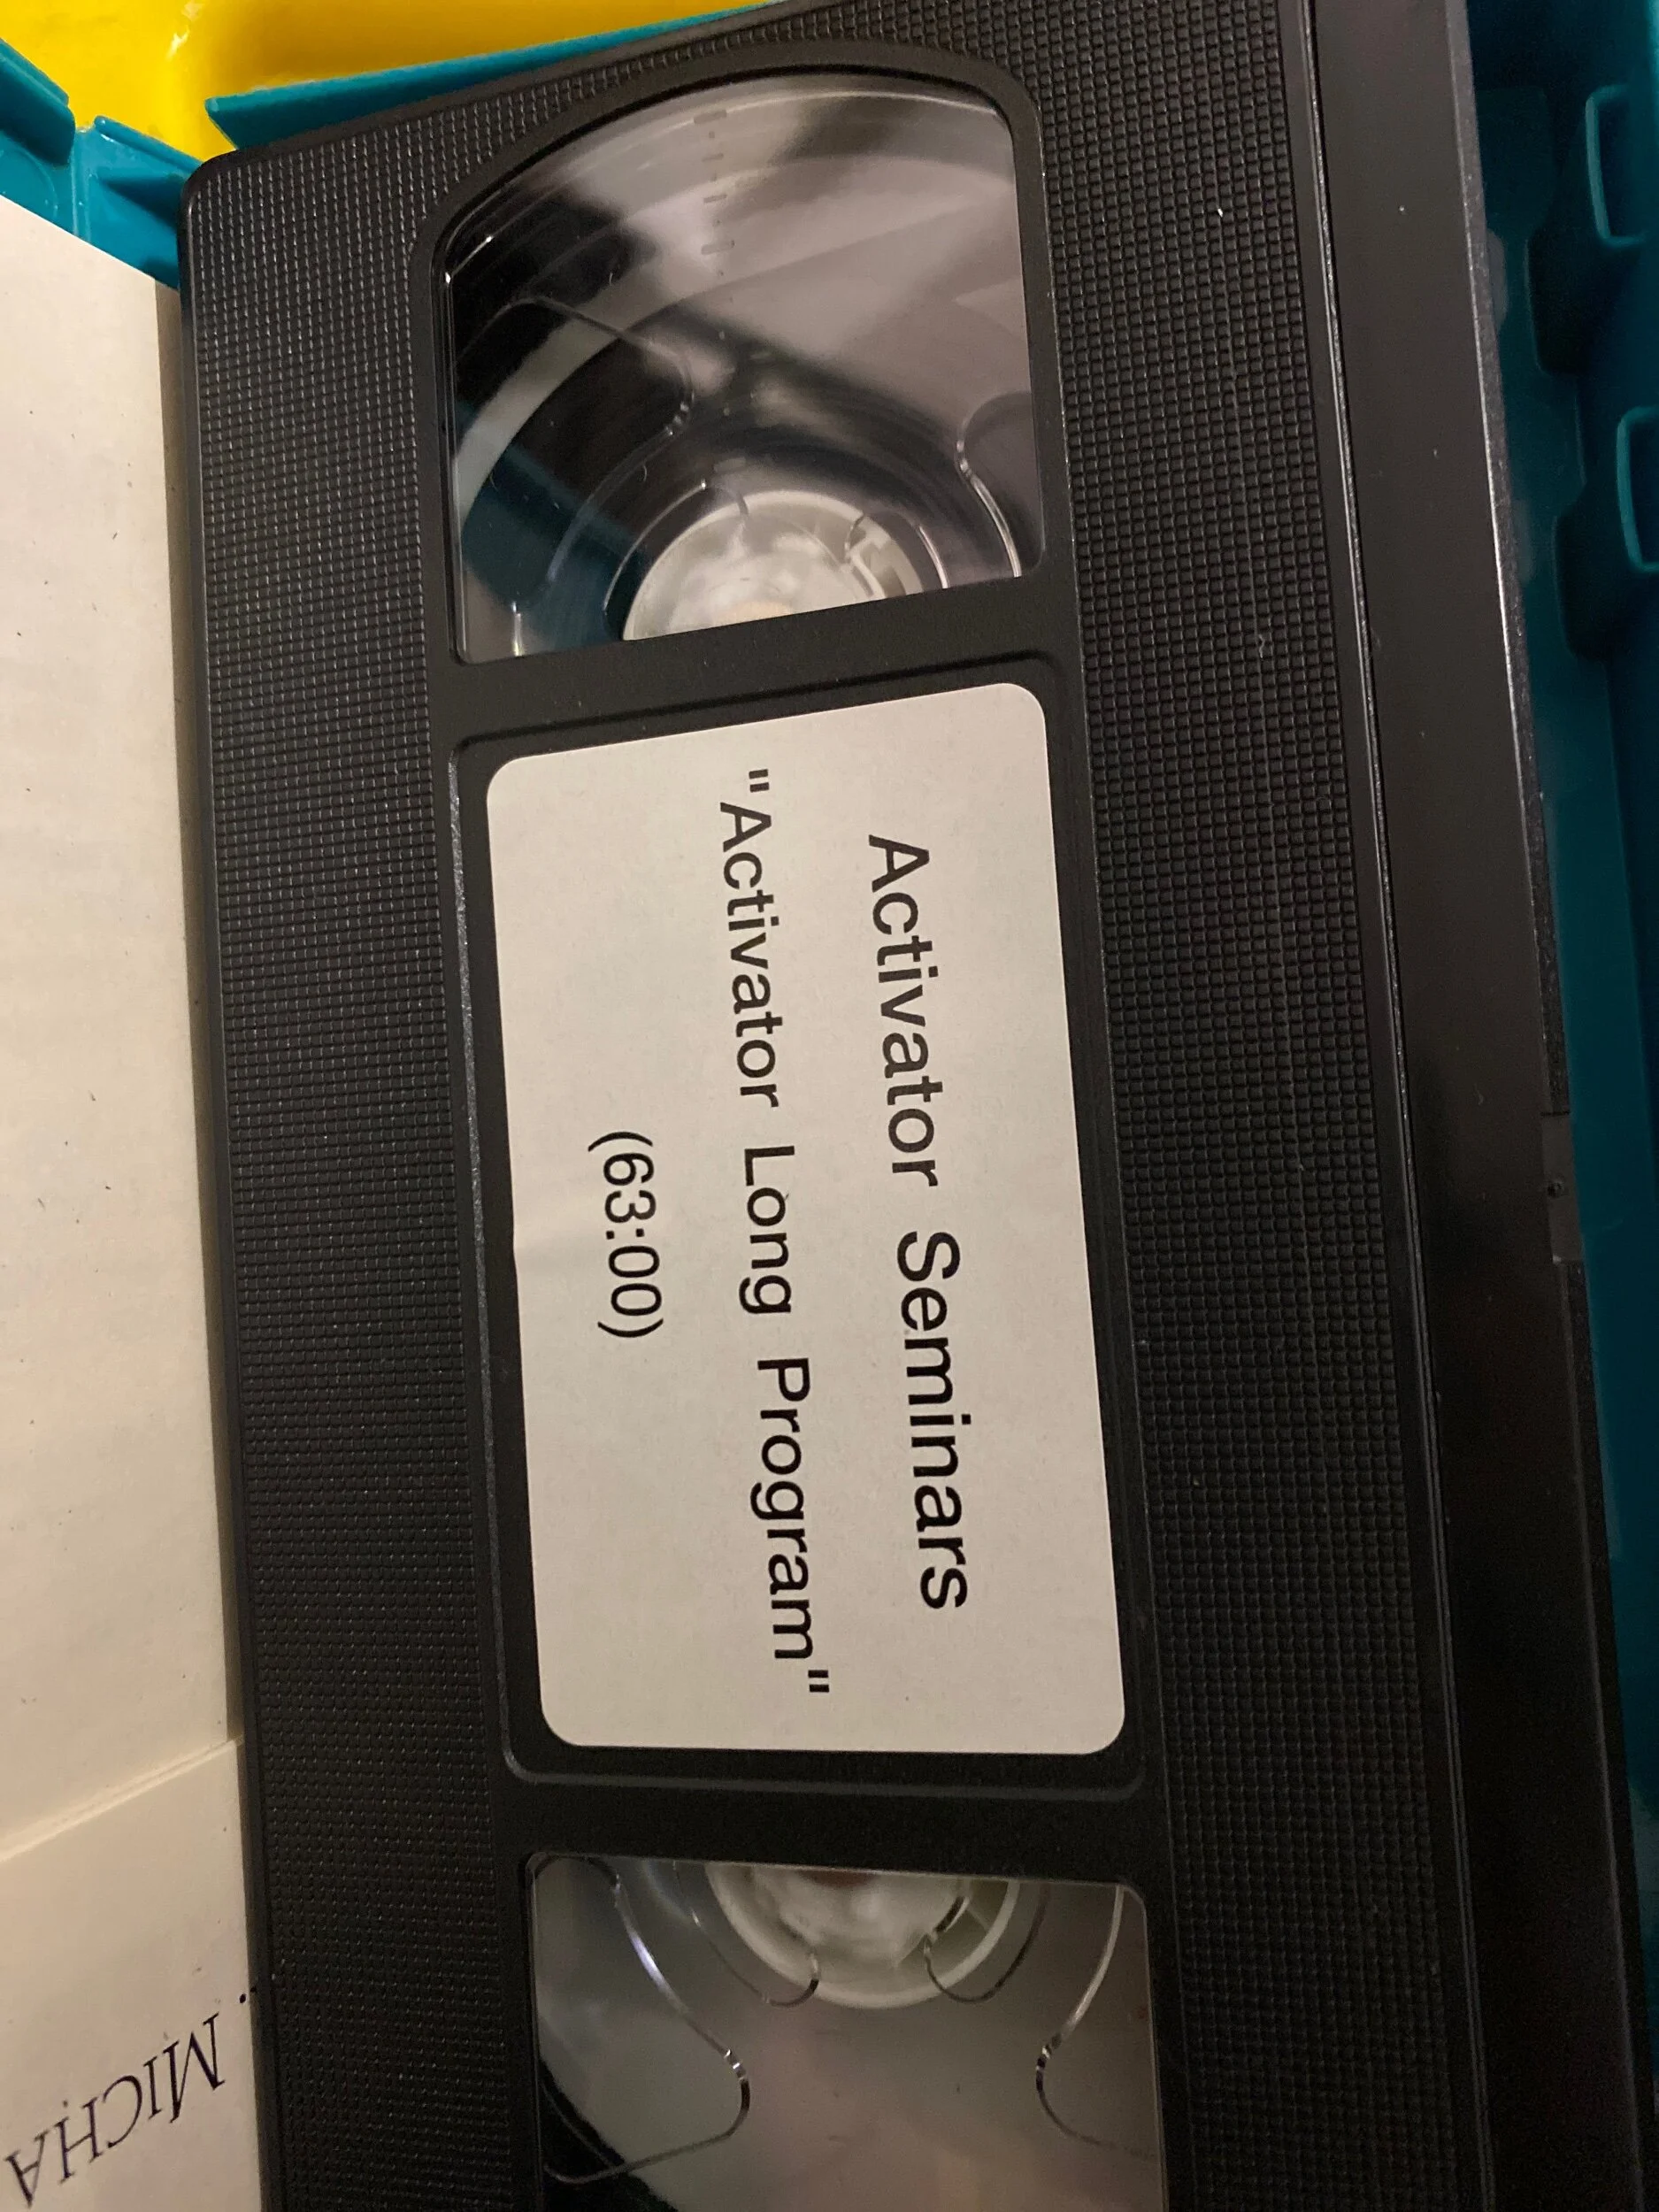 Activator Seminars
"Activator Long Program"
(63:00)
. MICHA